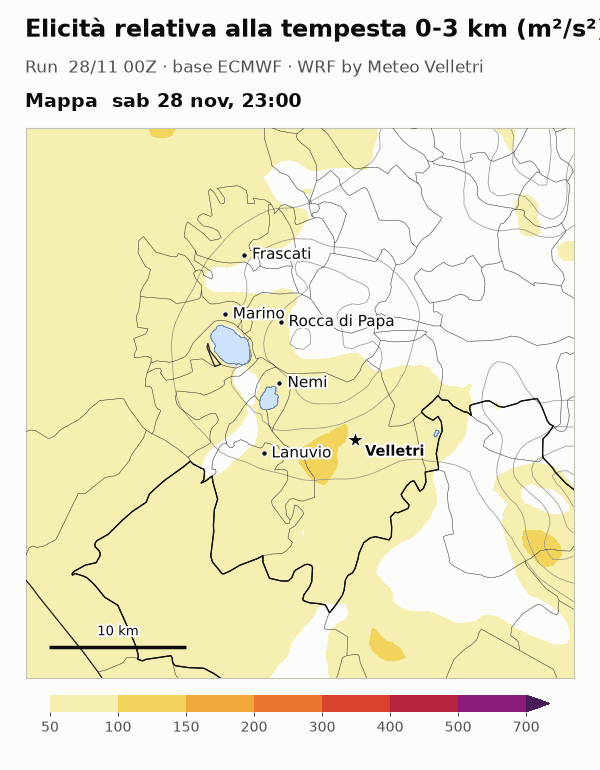 Elicità relativa alla tempesta 0-3 km (m²/s²)
Run 28/11 00Z · base ECMWF · WRF by Meteo Velletri
Mappa sab 28 nov, 23:00
Frascati
Marino
Rocca di Papa
Nemi
Velletri
Lanuvio
10 km
50 100 150 200 300 400 500 700